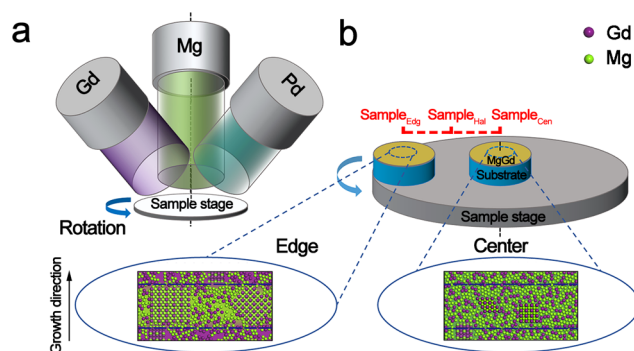 a
Mg
Gd
Pd
Sample stage
Rotation
b
Gd
Mg
Sample_Edg Sample_Hal Sample_Cen
MgGd
Substrate
Sample stage
Edge
Center
Growth direction